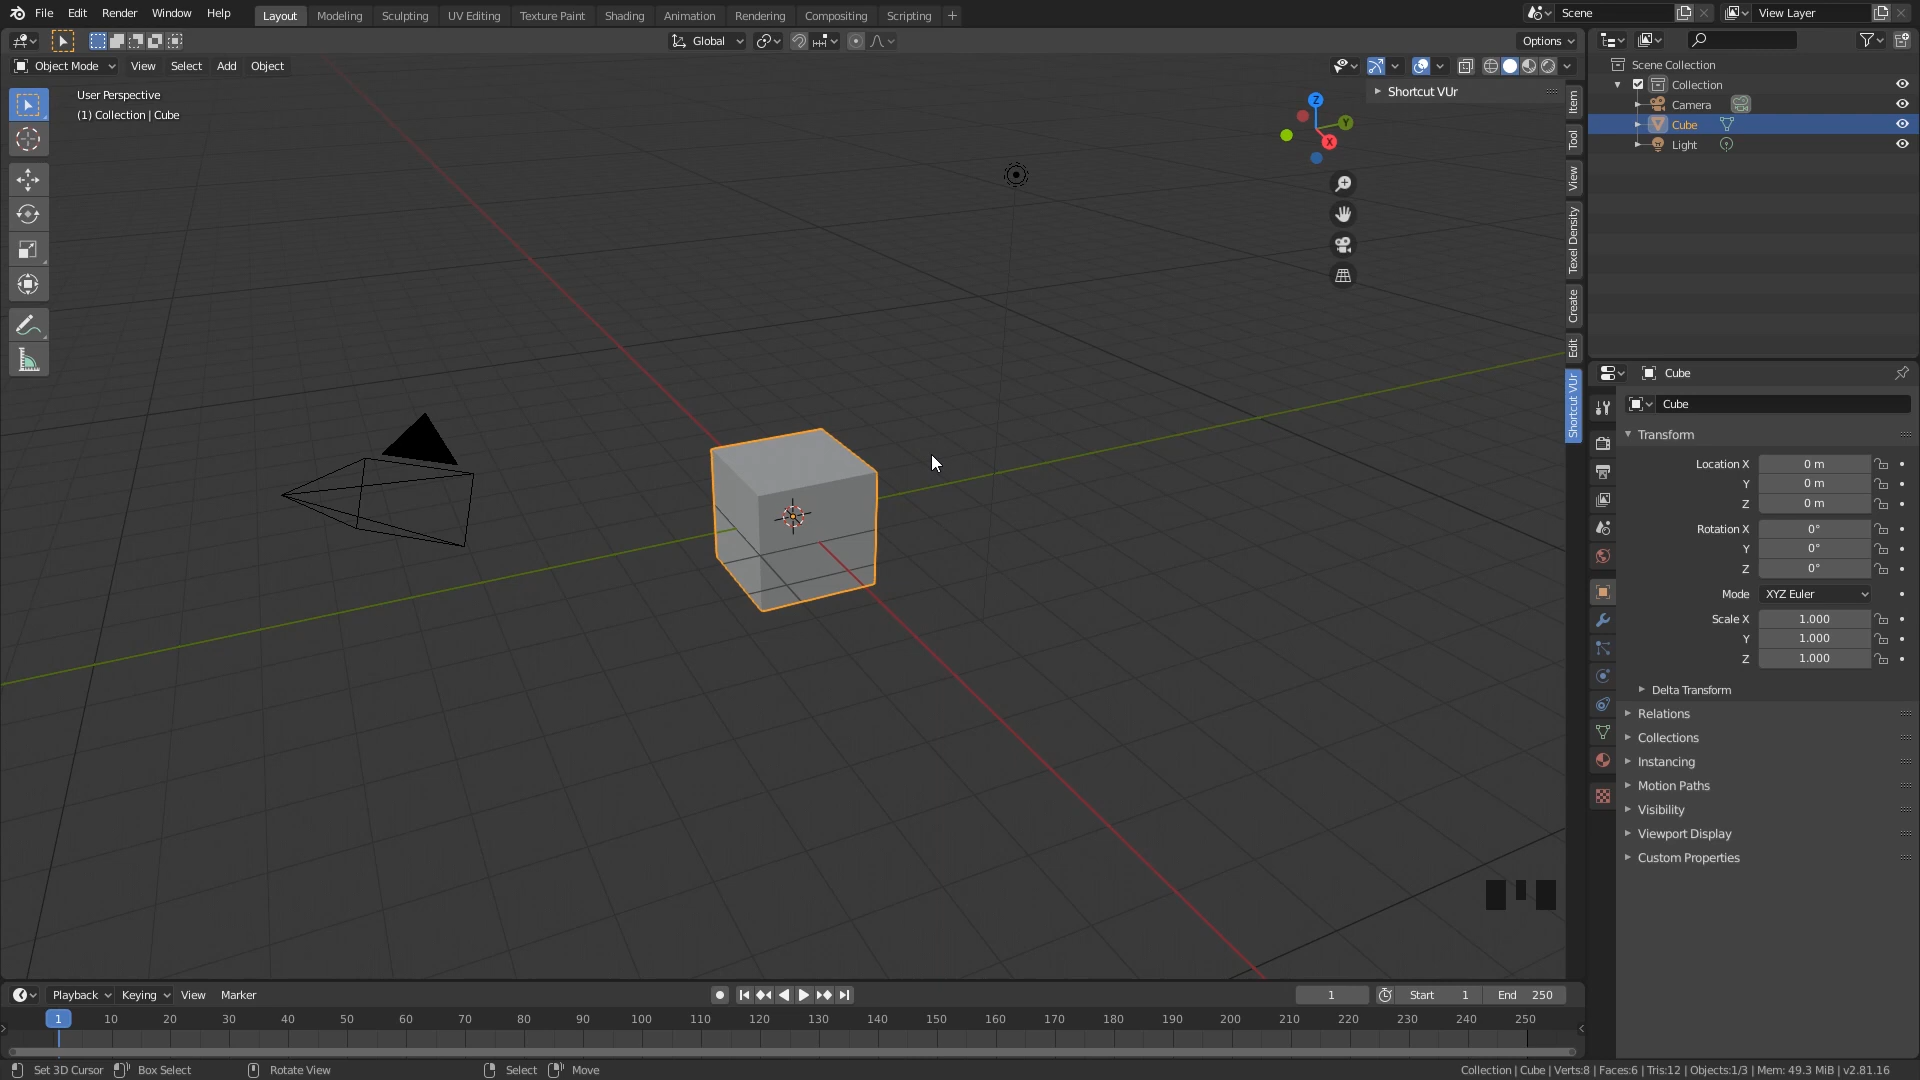 File Edit Render Window Help
Layout Modeling Sculpting UV Editing Texture Paint Shading Animation Rendering Compositing Scripting +
Scene
View Layer
Global
Options
Object Mode View Select Add Object
User Perspective
(1) Collection | Cube
Shortcut VUr
Z
Y
X
Item
Tool
View
Texel Density
Create
Edit
Shortcut VUr
Scene Collection
Collection
Camera
Cube
Light
Cube
Cube
Transform
Location X 0 m
Y 0 m
Z 0 m
Rotation X 0°
Y 0°
Z 0°
Mode XYZ Euler
Scale X 1.000
Y 1.000
Z 1.000
Delta Transform
Relations
Collections
Instancing
Motion Paths
Visibility
Viewport Display
Custom Properties
Playback Keying View Marker
1 Start 1 End 250
1 10 20 30 40 50 60 70 80 90 100 110 120 130 140 150 160 170 180 190 200 210 220 230 240 250
Set 3D Cursor Box Select Rotate View Select Move
Collection | Cube | Verts:8 | Faces:6 | Tris:12 | Objects:1/3 | Mem: 49.3 MiB | v2.81.16